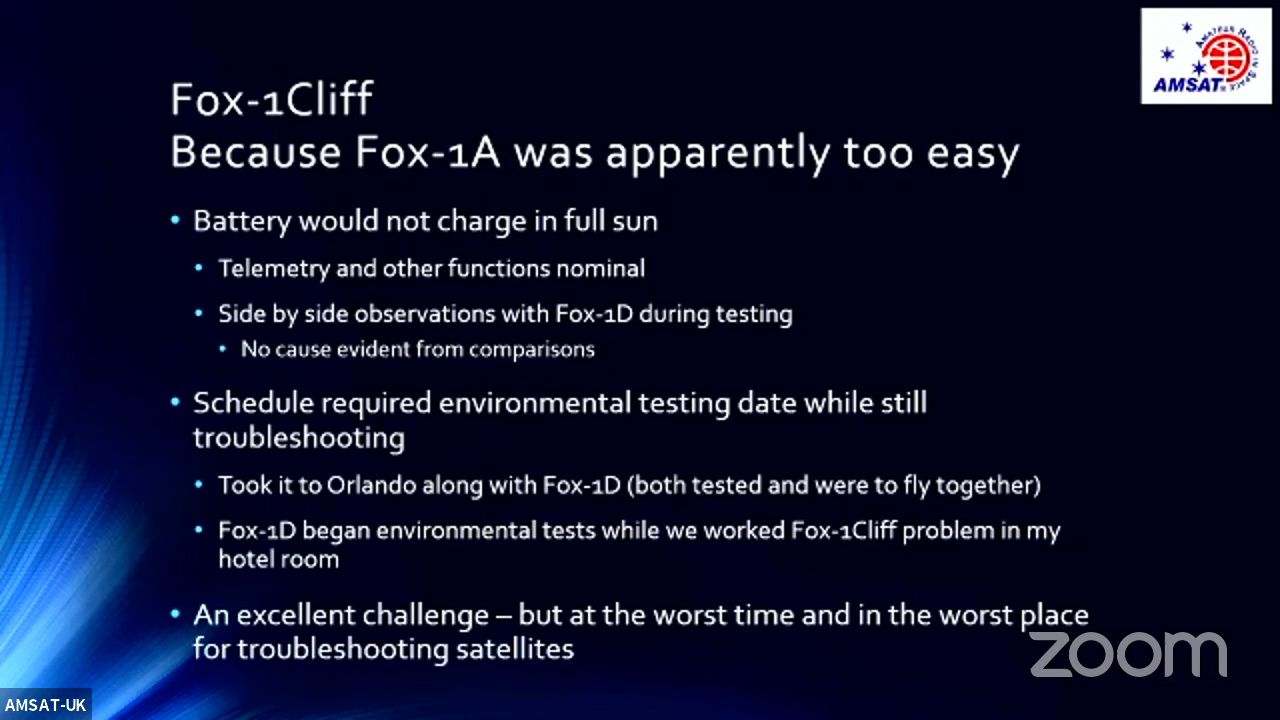 AMATEUR RADIO IN SPACE
AMSAT®
Fox-1Cliff
Because Fox-1A was apparently too easy
• Battery would not charge in full sun
• Telemetry and other functions nominal
• Side by side observations with Fox-1D during testing
• No cause evident from comparisons
• Schedule required environmental testing date while still
troubleshooting
• Took it to Orlando along with Fox-1D (both tested and were to fly together)
• Fox-1D began environmental tests while we worked Fox-1Cliff problem in my
hotel room
• An excellent challenge – but at the worst time and in the worst place
for troubleshooting satellites
zoom
AMSAT-UK